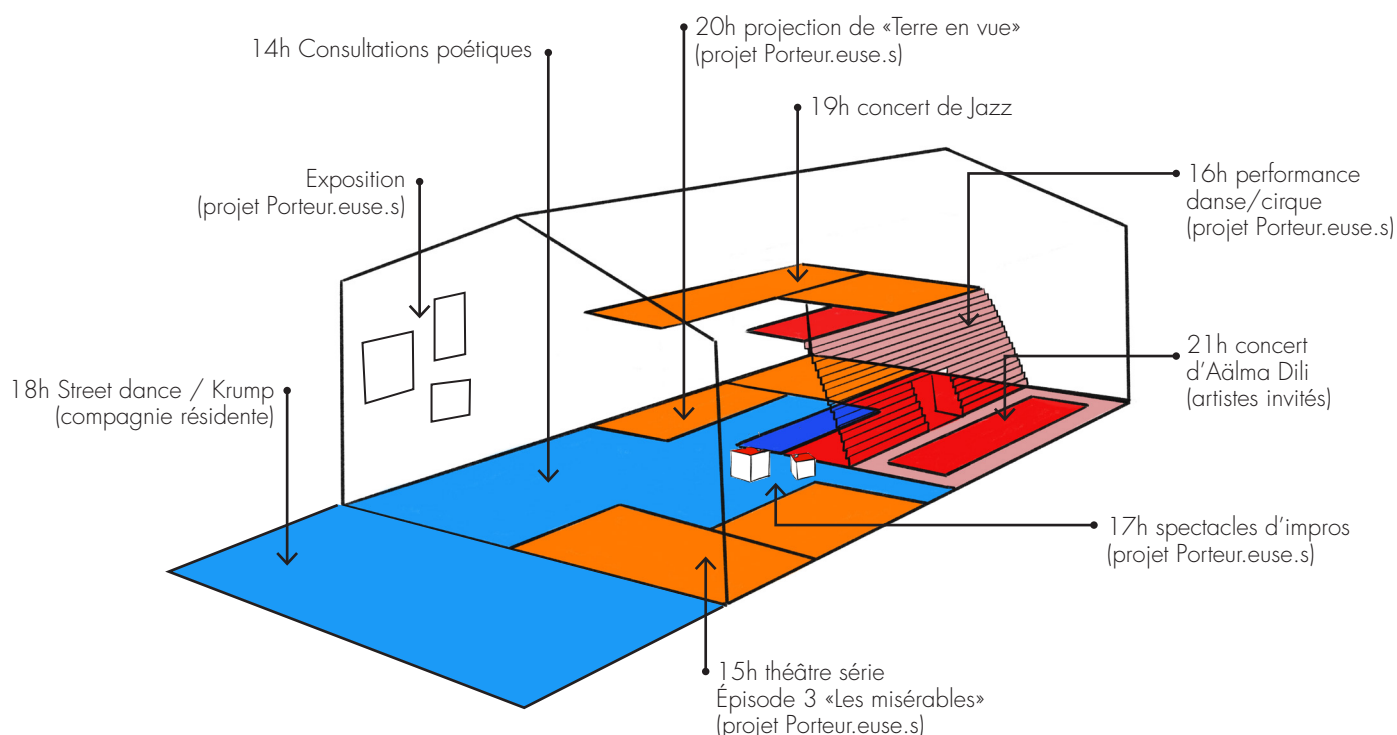 20h projection de «Terre en vue»
(projet Porteur.euse.s)
14h Consultations poétiques
19h concert de Jazz
Exposition
(projet Porteur.euse.s)
16h performance
danse/cirque
(projet Porteur.euse.s)
18h Street dance / Krump
(compagnie résidente)
21h concert
d'Aälma Dili
(artistes invités)
17h spectacles d'impros
(projet Porteur.euse.s)
15h théâtre série
Épisode 3 «Les misérables»
(projet Porteur.euse.s)